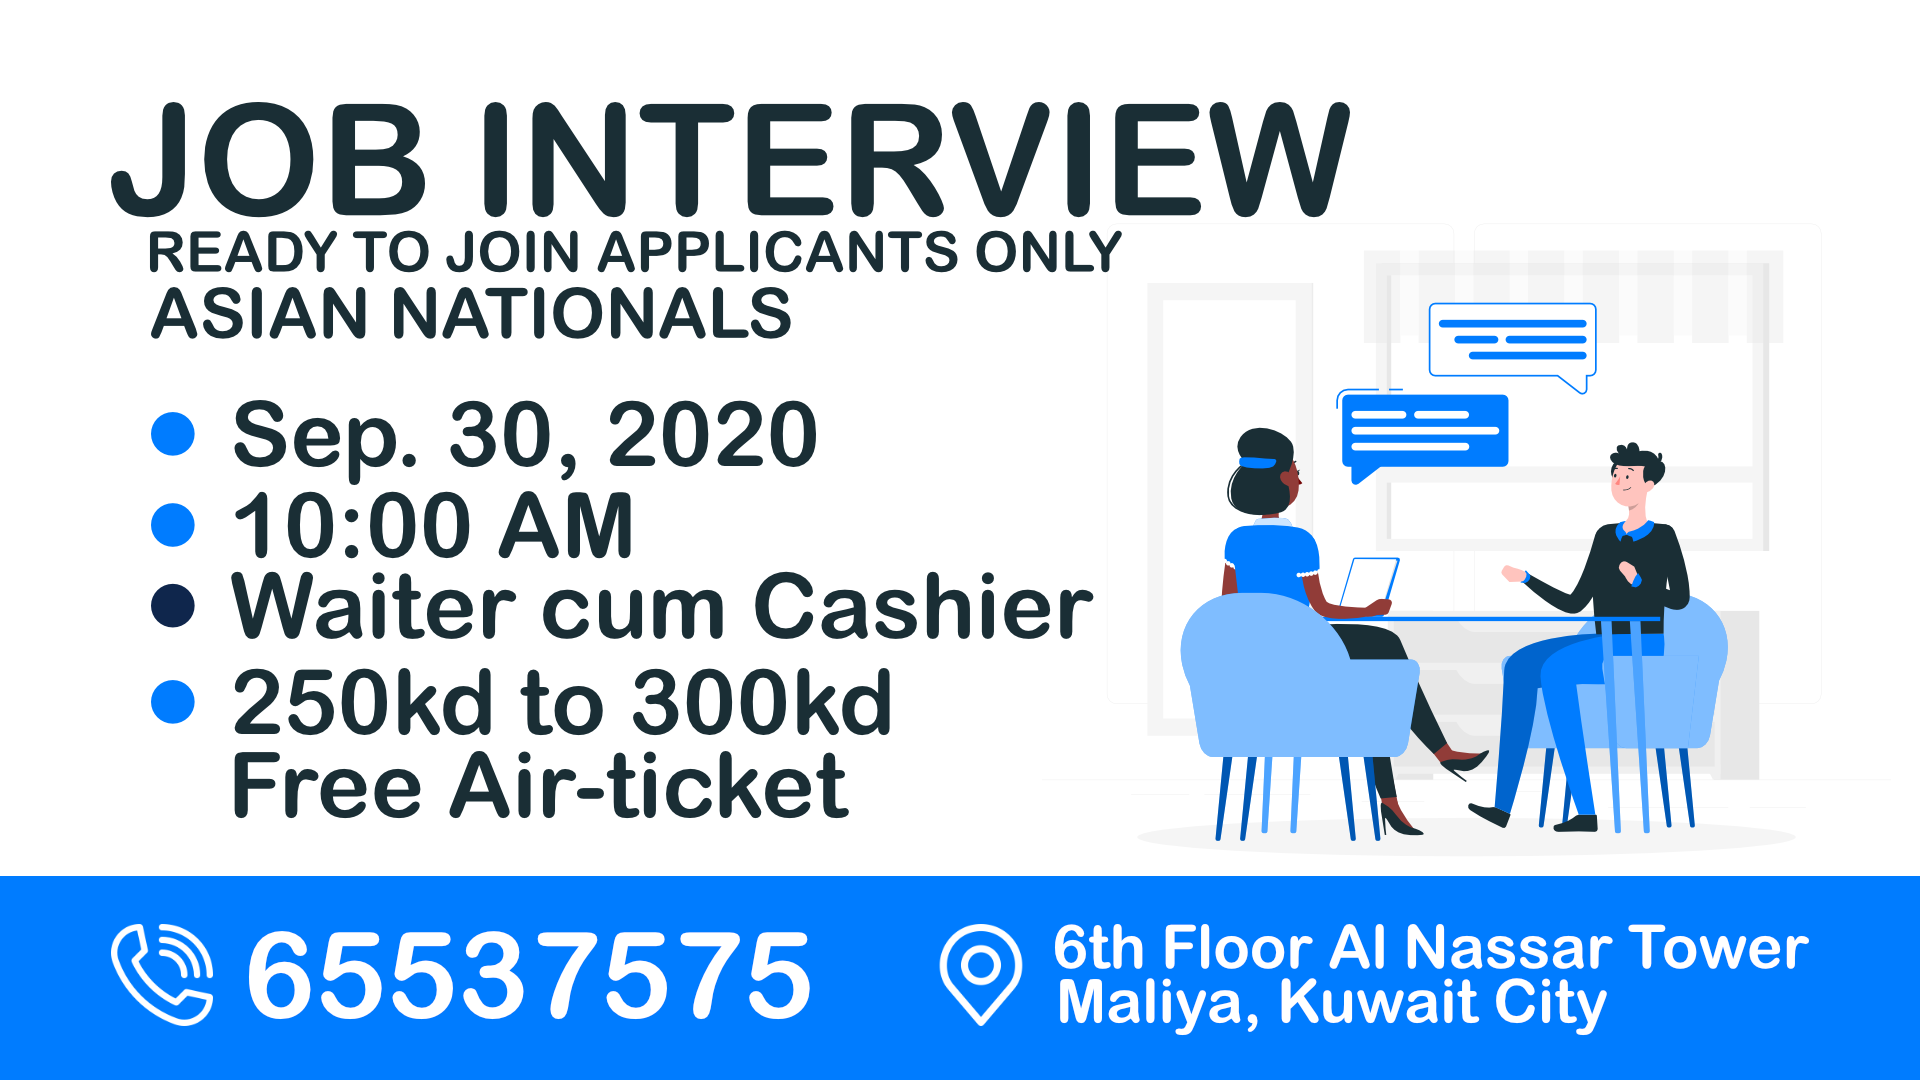 JOB INTERVIEW
READY TO JOIN APPLICANTS ONLY
ASIAN NATIONALS
Sep. 30, 2020
10:00 AM
Waiter cum Cashier
250kd to 300kd
Free Air-ticket
65537575
6th Floor Al Nassar Tower
Maliya, Kuwait City